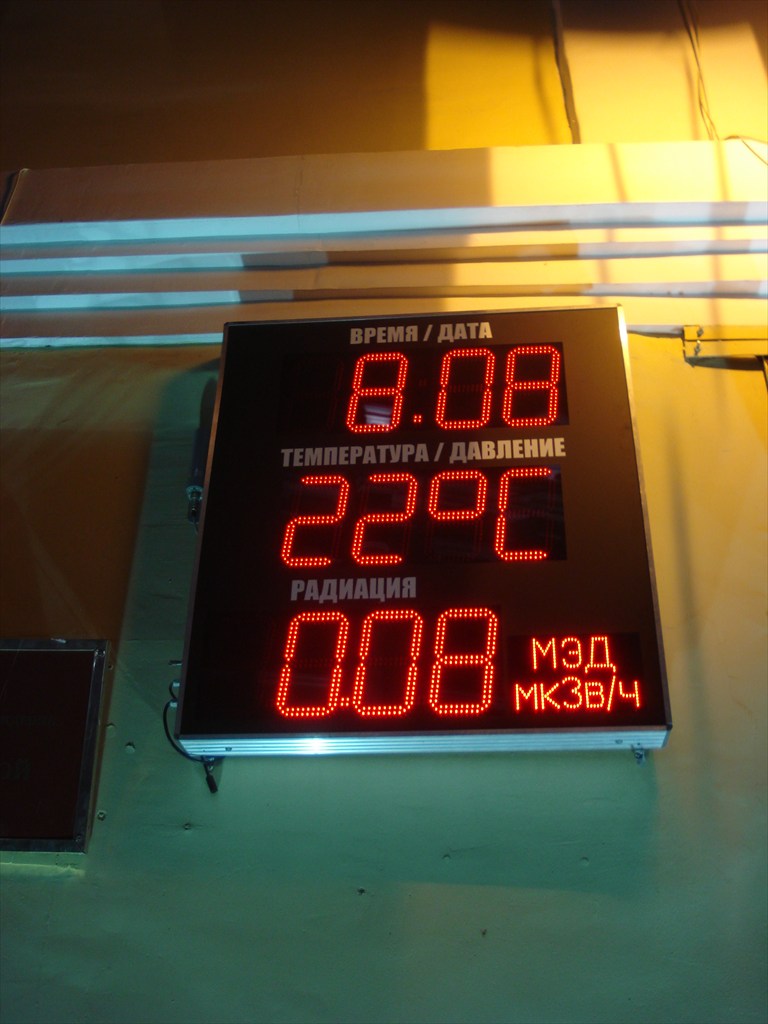 ВРЕМЯ / ДАТА
8.08
ТЕМПЕРАТУРА / ДАВЛЕНИЕ
22°C
РАДИАЦИЯ
0.08 МЭД
мкЗв/ч